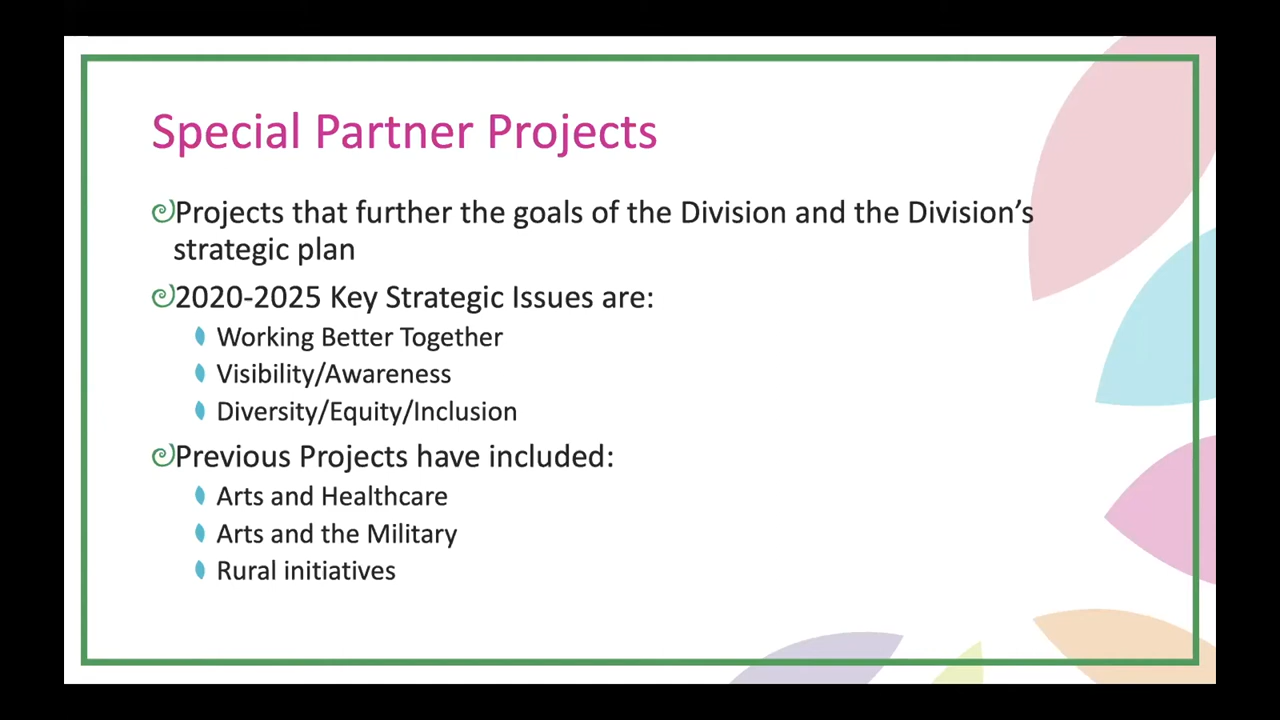 Special Partner Projects
Projects that further the goals of the Division and the Division's
strategic plan
2020-2025 Key Strategic Issues are:
Working Better Together
Visibility/Awareness
Diversity/Equity/Inclusion
Previous Projects have included:
Arts and Healthcare
Arts and the Military
Rural initiatives